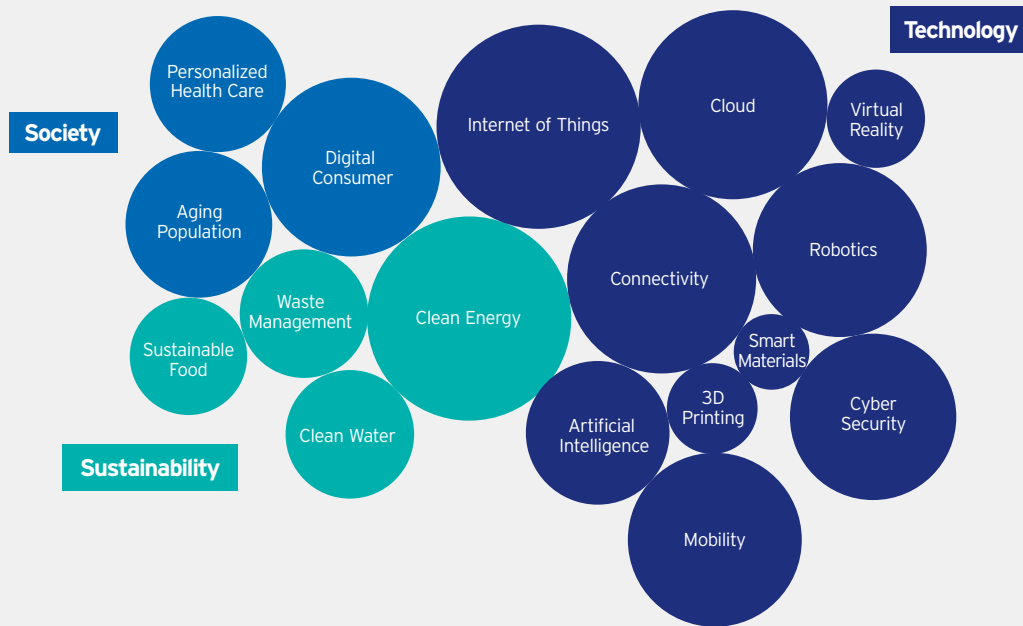 Technology
Society
Sustainability
Personalized
Health Care
Digital
Consumer
Aging
Population
Internet of Things
Cloud
Virtual
Reality
Robotics
Connectivity
Smart
Materials
3D
Printing
Cyber
Security
Artificial
Intelligence
Mobility
Clean Energy
Waste
Management
Sustainable
Food
Clean Water